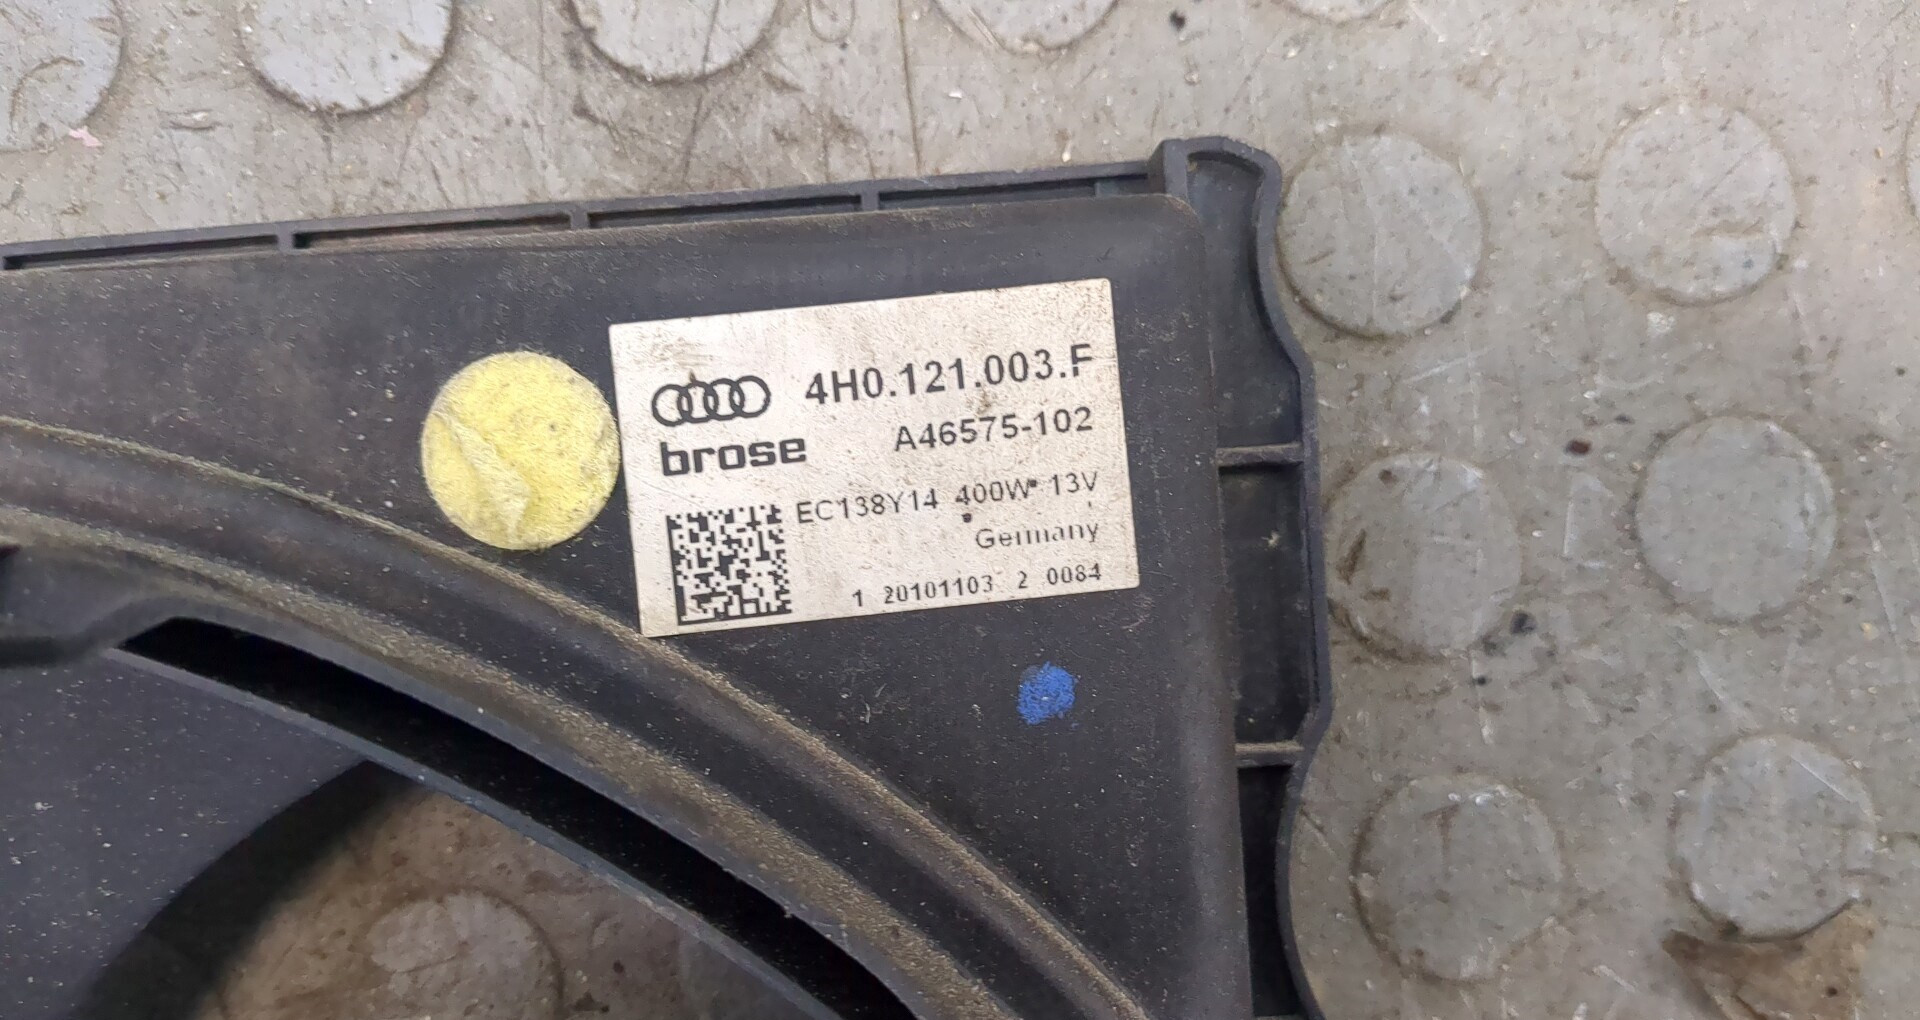 4H0.121.003.F
brose A46575-102
EC138Y14 400W 13V
Germany
1 20101103 2 0084